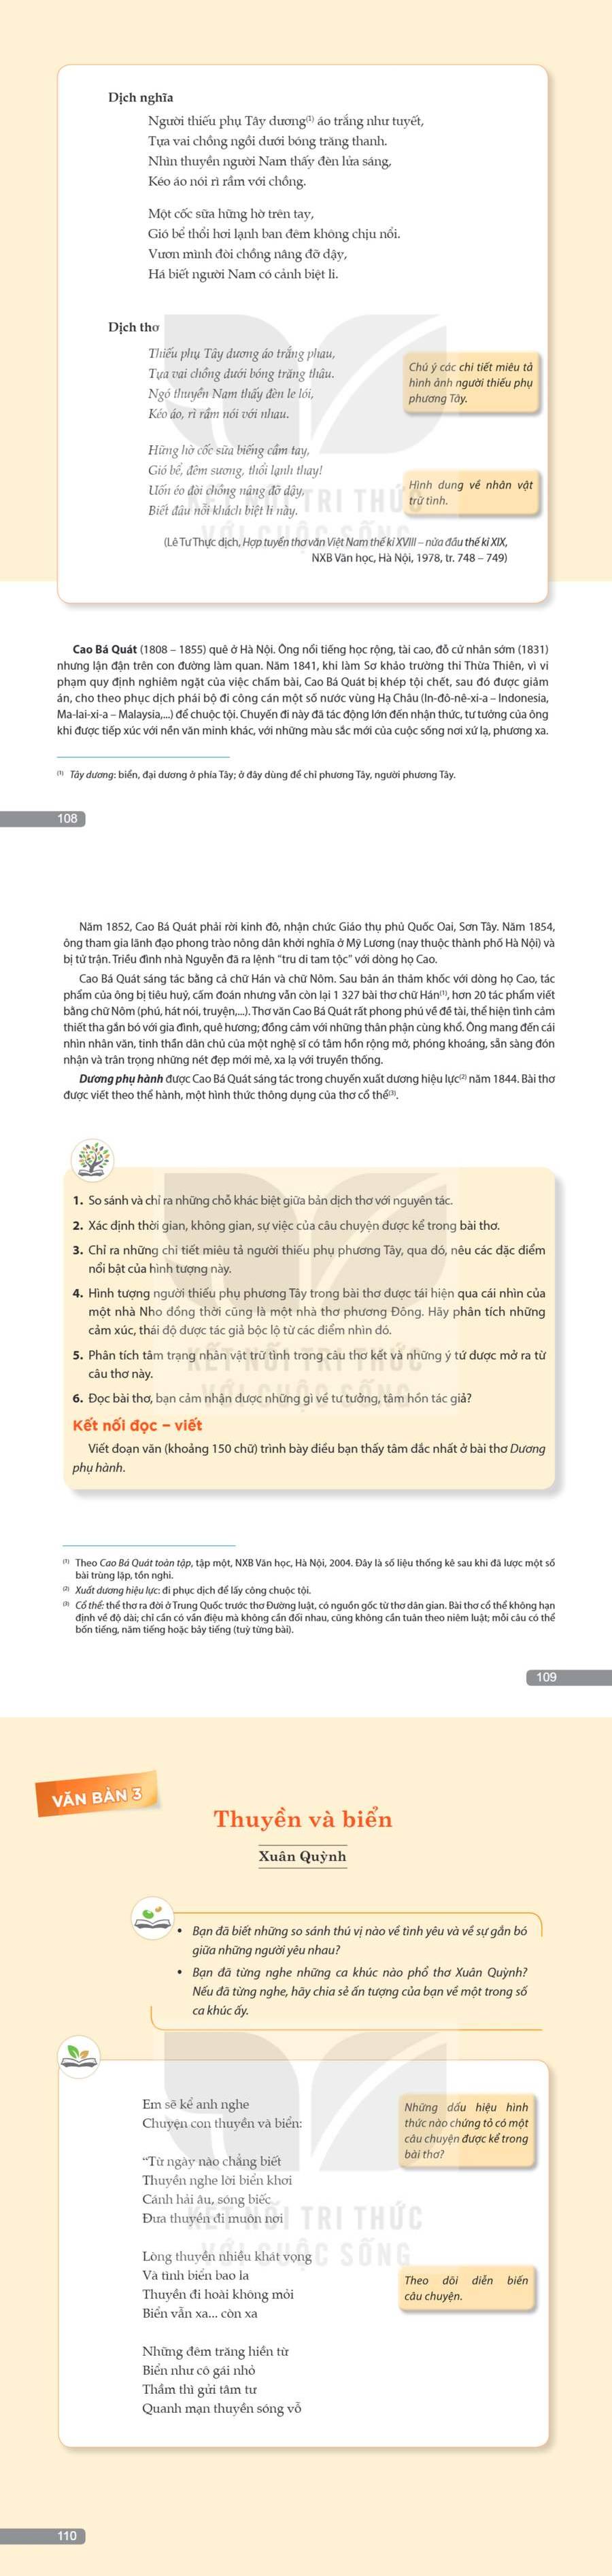 Dịch nghĩa
Người thiếu phụ Tây dương(1) áo trắng như tuyết,
Tựa vai chồng ngồi dưới bóng trăng thanh.
Nhìn thuyền người Nam thấy đèn lửa sáng,
Kéo áo nói rì rầm với chồng.
Một cốc sữa hững hờ trên tay,
Gió bể thổi hơi lạnh ban đêm không chịu nổi.
Vươn mình đòi chồng nâng đỡ dậy,
Há biết người Nam có cảnh biệt li.
Dịch thơ
Thiếu phụ Tây dương áo trắng phau,
Tựa vai chồng dưới bóng trăng thâu.
Ngó thuyền Nam thấy đèn le lói,
Kéo áo, rì rầm nói với nhau.
Chú ý các chi tiết miêu tả
hình ảnh người thiếu phụ
phương Tây.
Hững hờ cốc sữa biếng cầm tay,
Gió bể, đêm sương, thổi lạnh thay!
Uốn éo đòi chồng nâng đỡ dậy,
Biết đâu nỗi khách biệt li này.
Hình dung về nhân vật
trữ tình.
(Lê Tư Thực dịch, Hợp tuyển thơ văn Việt Nam thế kỉ XVIII – nửa đầu thế kỉ XIX,
NXB Văn học, Hà Nội, 1978, tr. 748 – 749)
Cao Bá Quát (1808 – 1855) quê ở Hà Nội. Ông nổi tiếng học rộng, tài cao, đỗ cử nhân sớm (1831)
nhưng lận đận trên con đường làm quan. Năm 1841, khi làm Sơ khảo trường thi Thừa Thiên, vì vi
phạm quy định nghiêm ngặt của việc chấm bài, Cao Bá Quát bị khép tội chết, sau đó được giảm
án, cho theo phục dịch phái bộ đi công cán một số nước vùng Hạ Châu (In-đô-nê-xi-a – Indonesia,
Ma-lai-xi-a – Malaysia,...) để chuộc tội. Chuyến đi này đã tác động lớn đến nhận thức, tư tưởng của ông
khi được tiếp xúc với nền văn minh khác, với những màu sắc mới của cuộc sống nơi xứ lạ, phương xa.
(1) Tây dương: biển, đại dương ở phía Tây; ở đây dùng để chỉ phương Tây, người phương Tây.
108
Năm 1852, Cao Bá Quát phải rời kinh đô, nhận chức Giáo thụ phủ Quốc Oai, Sơn Tây. Năm 1854,
ông tham gia lãnh đạo phong trào nông dân khởi nghĩa ở Mỹ Lương (nay thuộc thành phố Hà Nội) và
bị tử trận. Triều đình nhà Nguyễn đã ra lệnh “tru di tam tộc” với dòng họ Cao.
Cao Bá Quát sáng tác bằng cả chữ Hán và chữ Nôm. Sau bản án thảm khốc với dòng họ Cao, tác
phẩm của ông bị tiêu huỷ, cấm đoán nhưng vẫn còn lại 1 327 bài thơ chữ Hán(1), hơn 20 tác phẩm viết
bằng chữ Nôm (phú, hát nói, truyện,...). Thơ văn Cao Bá Quát rất phong phú về đề tài, thể hiện tình cảm
thiết tha gắn bó với gia đình, quê hương; đồng cảm với những thân phận cùng khổ. Ông mang đến cái
nhìn nhân văn, tinh thần dân chủ của một nghệ sĩ có tâm hồn rộng mở, phóng khoáng, sẵn sàng đón
nhận và trân trọng những nét đẹp mới mẻ, xa lạ với truyền thống.
Dương phụ hành được Cao Bá Quát sáng tác trong chuyến xuất dương hiệu lực(2) năm 1844. Bài thơ
được viết theo thể hành, một hình thức thông dụng của thơ cổ thể(3).
1. So sánh và chỉ ra những chỗ khác biệt giữa bản dịch thơ với nguyên tác.
2. Xác định thời gian, không gian, sự việc của câu chuyện được kể trong bài thơ.
3. Chỉ ra những chi tiết miêu tả người thiếu phụ phương Tây, qua đó, nêu các đặc điểm
nổi bật của hình tượng này.
4. Hình tượng người thiếu phụ phương Tây trong bài thơ được tái hiện qua cái nhìn của
một nhà Nho đồng thời cũng là một nhà thơ phương Đông. Hãy phân tích những
cảm xúc, thái độ được tác giả bộc lộ từ các điểm nhìn đó.
5. Phân tích tâm trạng nhân vật trữ tình trong câu thơ kết và những ý tứ được mở ra từ
câu thơ này.
6. Đọc bài thơ, bạn cảm nhận được những gì về tư tưởng, tâm hồn tác giả?
Kết nối đọc – viết
Viết đoạn văn (khoảng 150 chữ) trình bày điều bạn thấy tâm đắc nhất ở bài thơ Dương
phụ hành.
(1) Theo Cao Bá Quát toàn tập, tập một, NXB Văn học, Hà Nội, 2004. Đây là số liệu thống kê sau khi đã lược một số
bài trùng lặp, tồn nghi.
(2) Xuất dương hiệu lực: đi phục dịch để lấy công chuộc tội.
(3) Cổ thể: thể thơ ra đời ở Trung Quốc trước thơ Đường luật, có nguồn gốc từ thơ dân gian. Bài thơ cổ thể không hạn
định về độ dài; chỉ cần có vần điệu mà không cần đối nhau, cũng không cần tuân theo niêm luật; mỗi câu có thể
bốn tiếng, năm tiếng hoặc bảy tiếng (tuỳ từng bài).
109
VĂN BẢN 3
Thuyền và biển
Xuân Quỳnh
• Bạn đã biết những so sánh thú vị nào về tình yêu và về sự gắn bó
giữa những người yêu nhau?
• Bạn đã từng nghe những ca khúc nào phổ thơ Xuân Quỳnh?
Nếu đã từng nghe, hãy chia sẻ ấn tượng của bạn về một trong số
ca khúc ấy.
Em sẽ kể anh nghe
Chuyện con thuyền và biển:
Những dấu hiệu hình
thức nào chứng tỏ có một
câu chuyện được kể trong
bài thơ?
“Từ ngày nào chẳng biết
Thuyền nghe lời biển khơi
Cánh hải âu, sóng biếc
Đưa thuyền đi muôn nơi
KẾT NỐI TRI THỨC
VỚI CUỘC SỐNG
Lòng thuyền nhiều khát vọng
Và tình biển bao la
Thuyền đi hoài không mỏi
Biển vẫn xa... còn xa
Theo dõi diễn biến
câu chuyện.
Những đêm trăng hiền từ
Biển như cô gái nhỏ
Thầm thì gửi tâm tư
Quanh mạn thuyền sóng vỗ
110